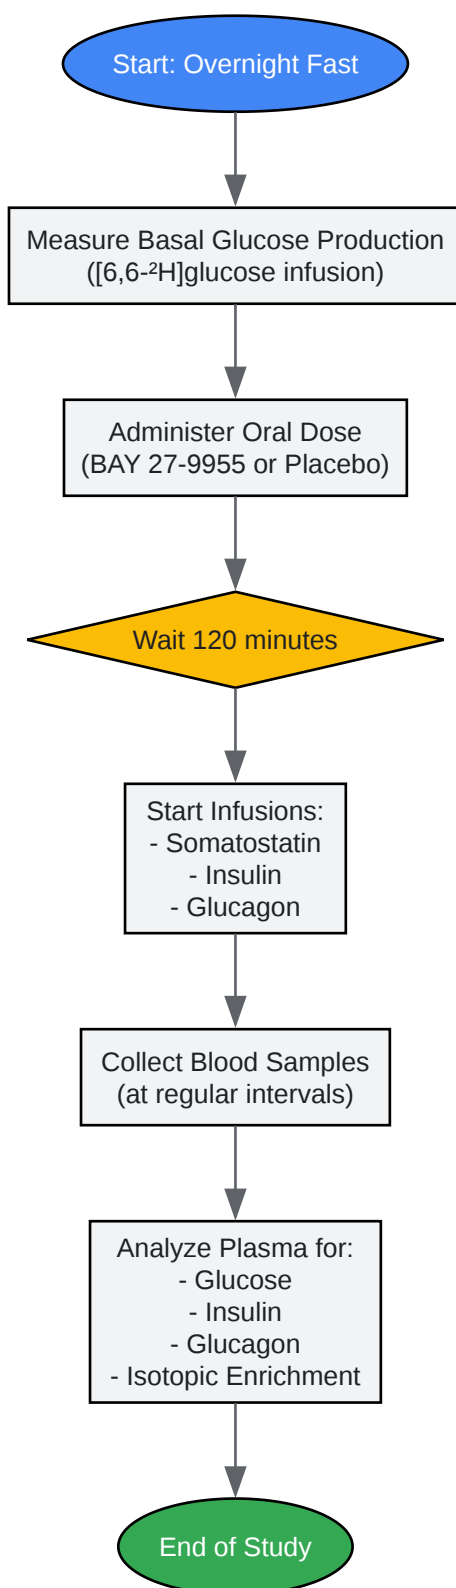 Start: Overnight Fast
Measure Basal Glucose Production
([6,6-²H]glucose infusion)
Administer Oral Dose
(BAY 27-9955 or Placebo)
Wait 120 minutes
Start Infusions:
- Somatostatin
- Insulin
- Glucagon
Collect Blood Samples
(at regular intervals)
Analyze Plasma for:
- Glucose
- Insulin
- Glucagon
- Isotopic Enrichment
End of Study